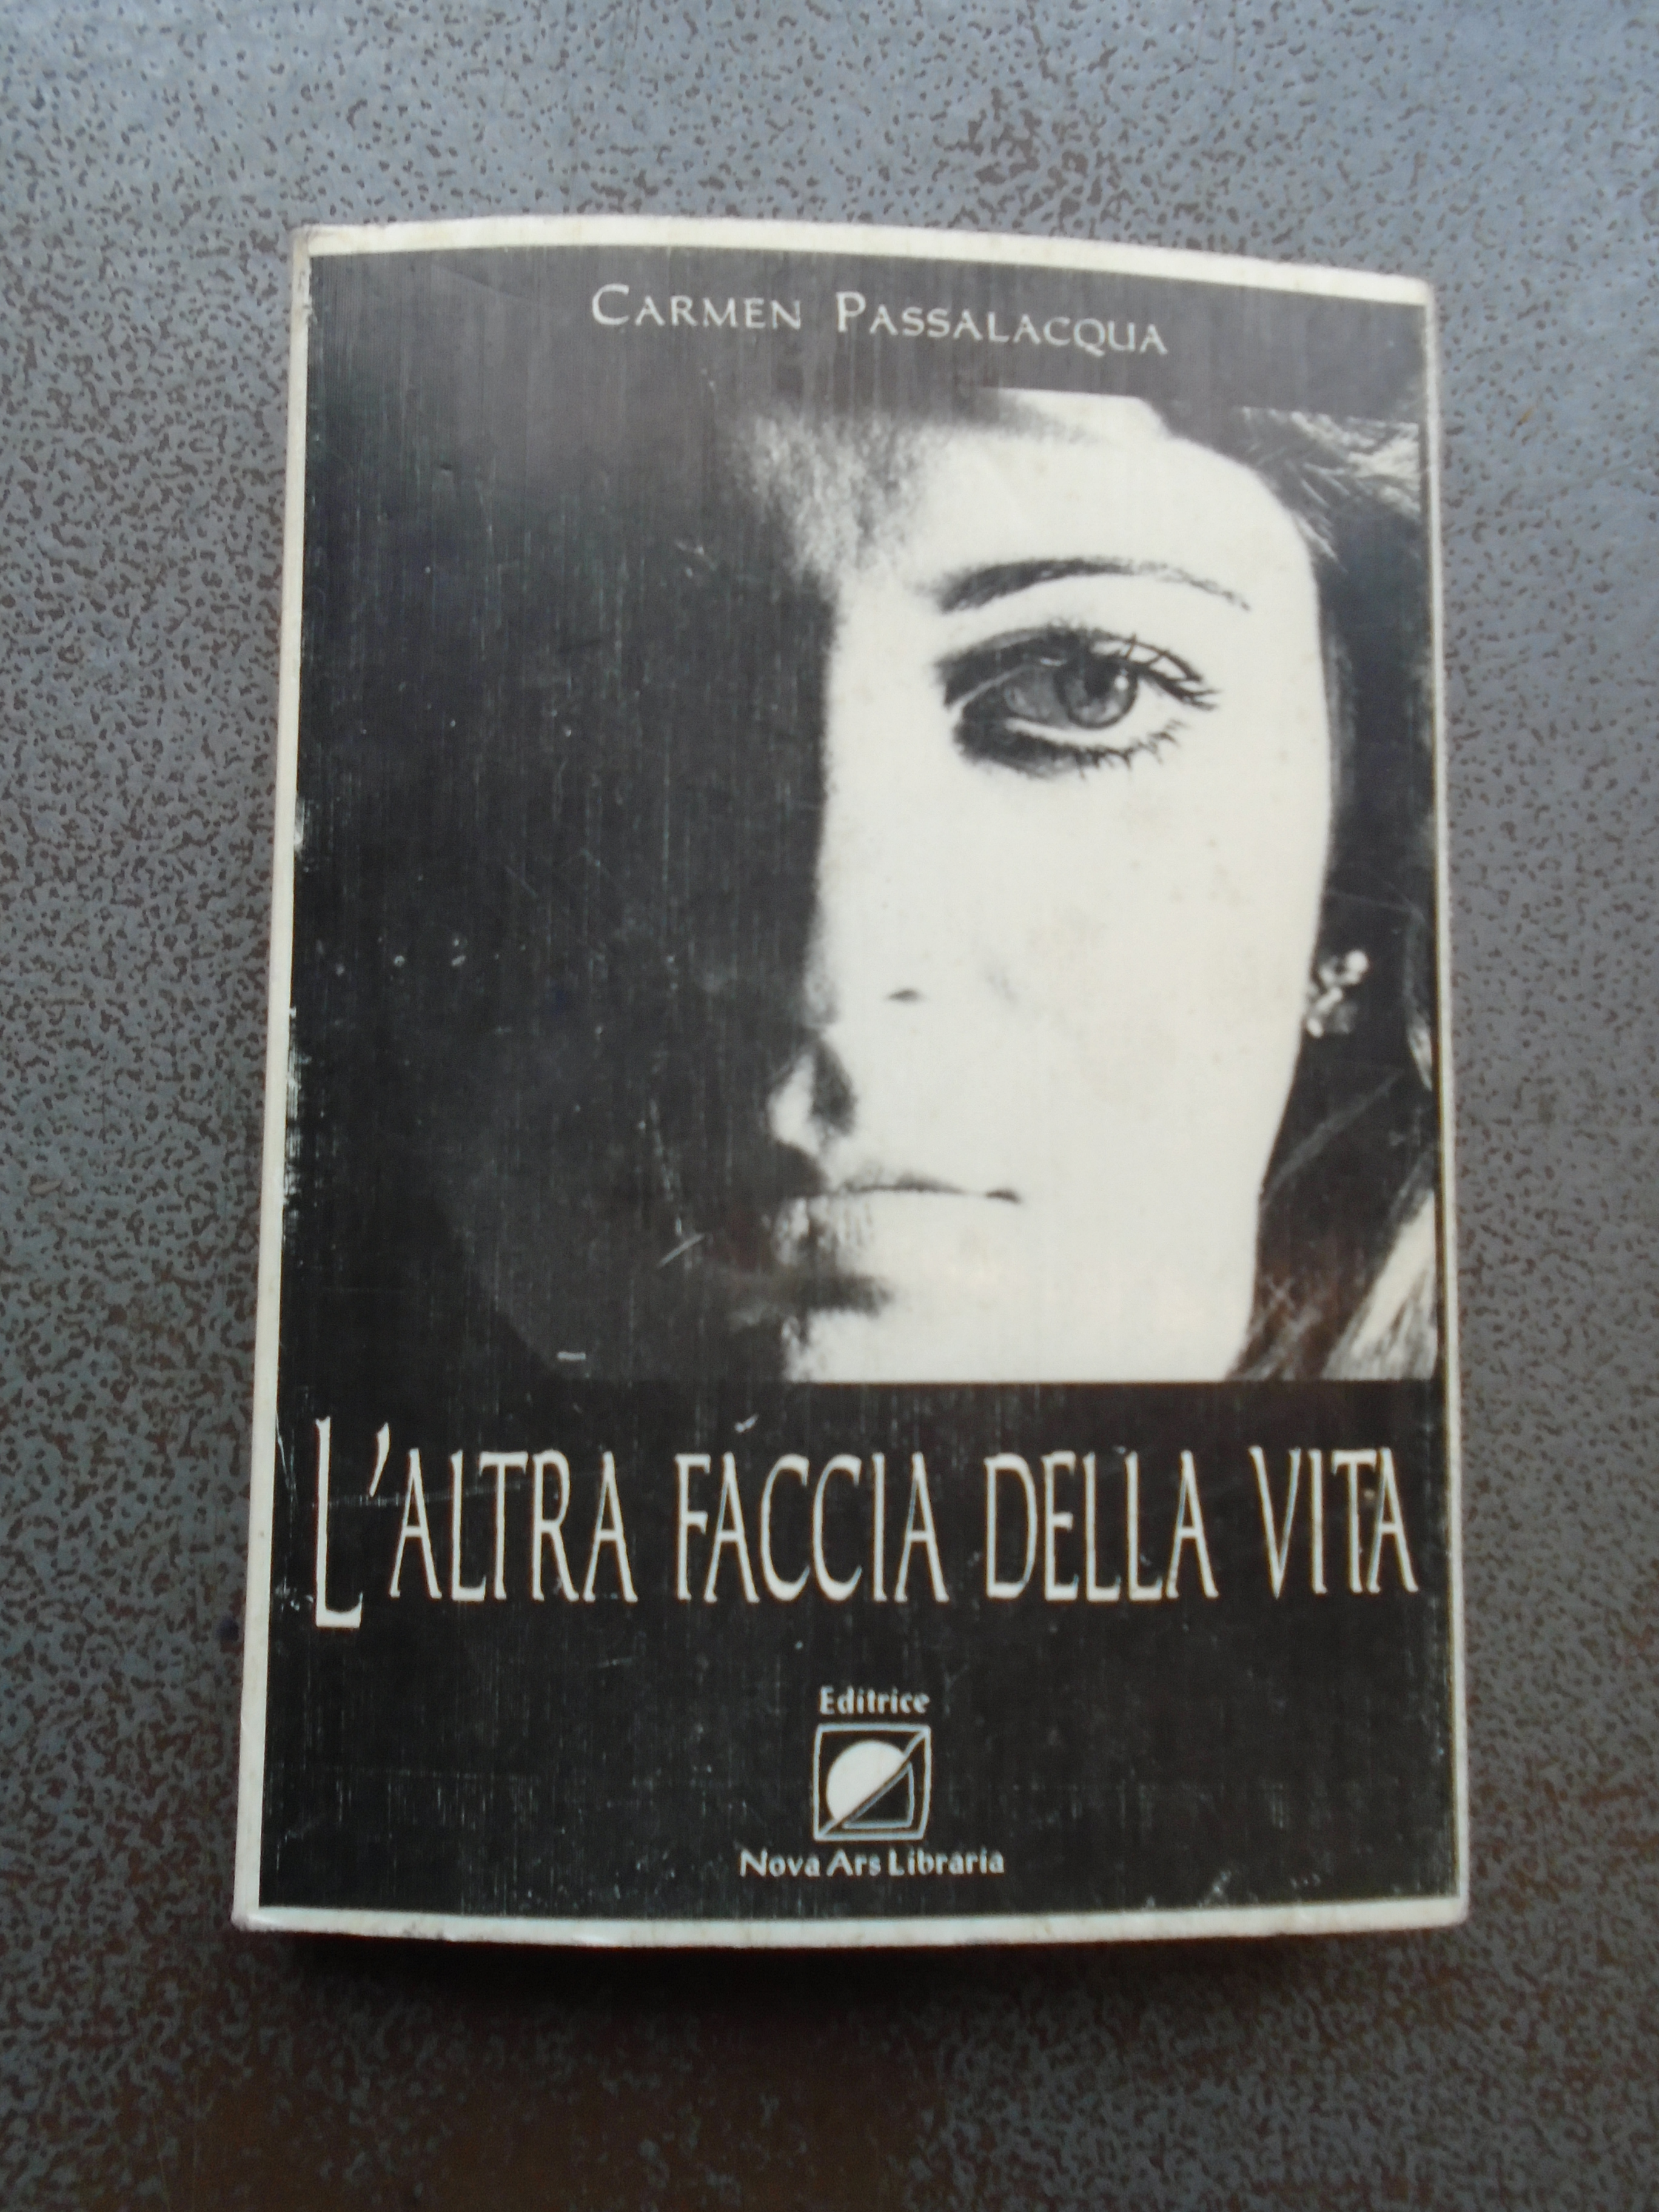 CARMEN PASSALACQUA
L'ALTRA FACCIA DELLA VITA
Editrice
Nova Ars Libraria